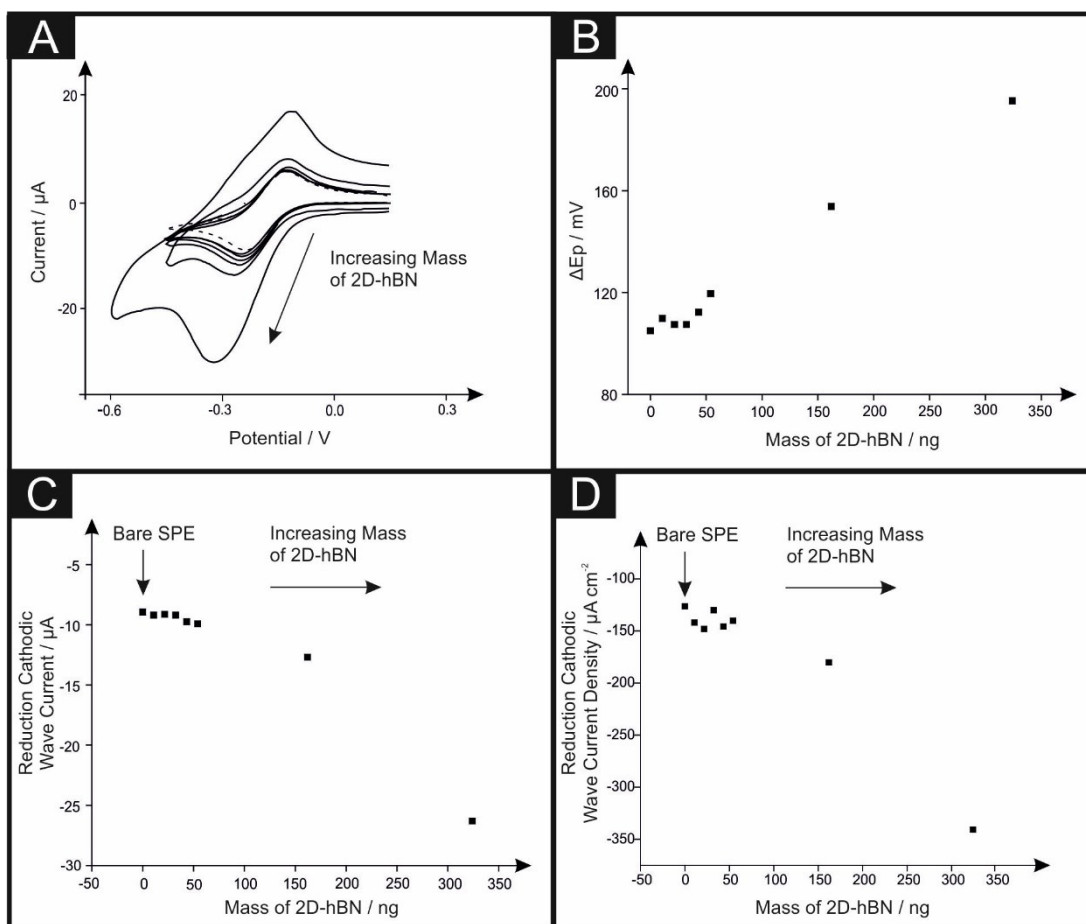 A
20
0
-20
-0.6
-0.3
0.0
0.3
Current / µA
Potential / V
Increasing Mass
of 2D-hBN
B
200
160
120
80
0
50
100
150
200
250
300
350
ΔEp / mV
Mass of 2D-hBN / ng
C
Bare SPE
Increasing Mass
of 2D-hBN
-5
-10
-15
-20
-25
-30
-50
0
50
100
150
200
250
300
350
Reduction Cathodic
Wave Current / µA
Mass of 2D-hBN / ng
D
Bare SPE
Increasing Mass
of 2D-hBN
-100
-150
-200
-250
-300
-350
-50
0
50
100
150
200
250
300
350
Reduction Cathodic
Wave Current Density / µA cm⁻²
Mass of 2D-hBN / ng